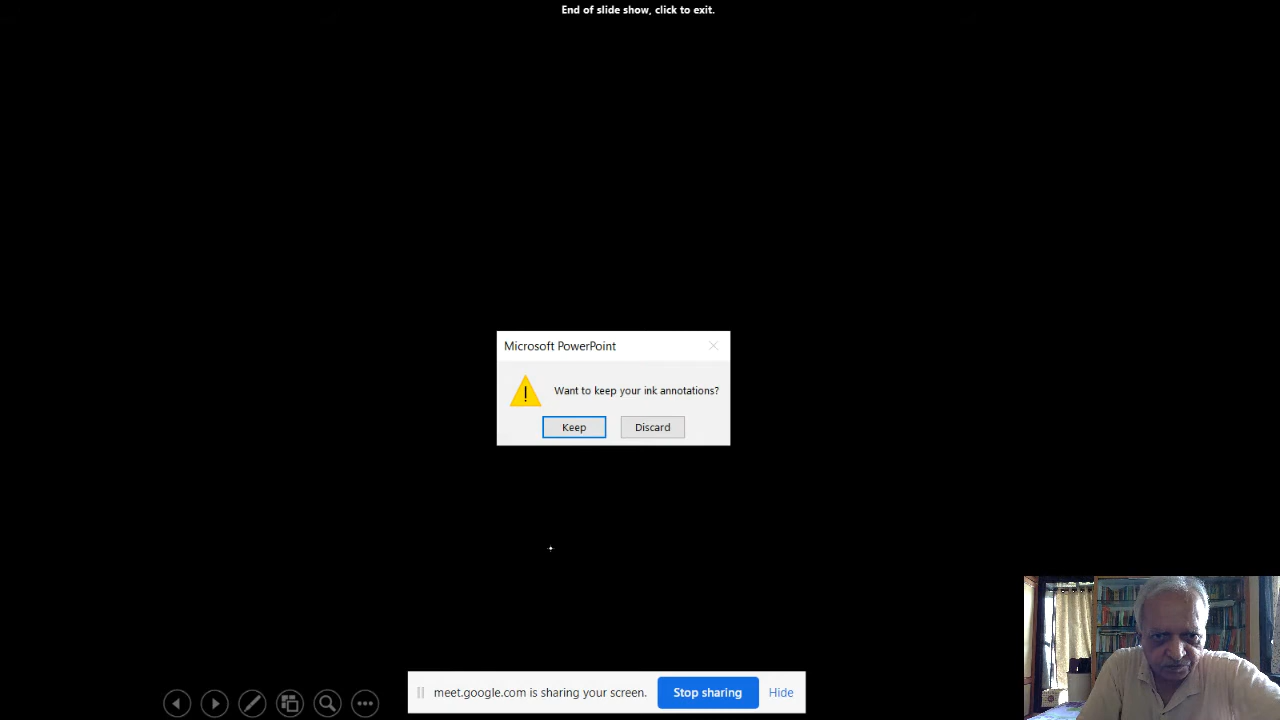 End of slide show, click to exit.
Microsoft PowerPoint
Want to keep your ink annotations?
Keep
Discard
meet.google.com is sharing your screen.
Stop sharing
Hide